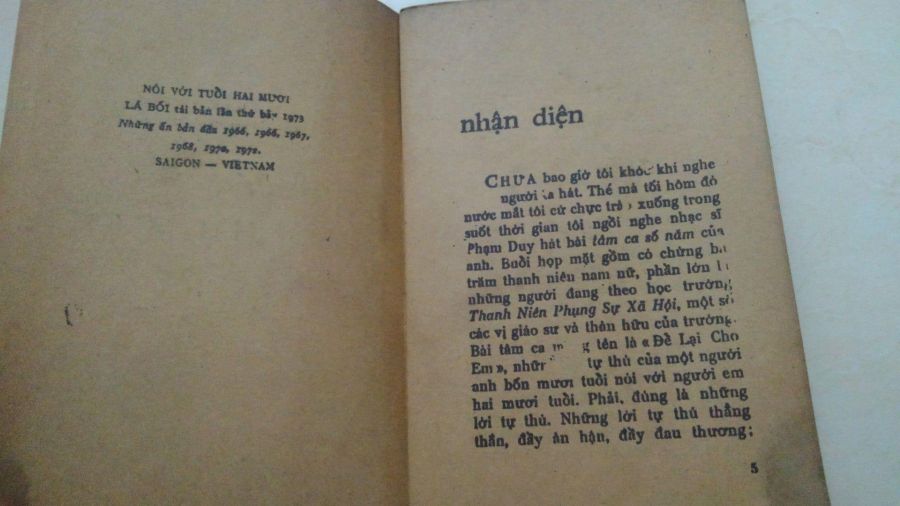 NÓI VỚI TUỔI HAI MƯƠI
LÁ BỐI tái bản lần thứ bảy 1973
Những ấn bản đầu 1966, 1966, 1967,
1968, 1970, 1972.
SAIGON — VIETNAM
nhận diện
CHƯA bao giờ tôi khóc khi nghe
người ta hát. Thế mà tối hôm đó
nước mắt tôi cứ chực trào xuống trong
suốt thời gian tôi ngồi nghe nhạc sĩ
Phạm Duy hát bài tâm ca số năm của
anh. Buổi họp mặt gồm có chừng ba
trăm thanh niên nam nữ, phần lớn là
những người đang theo học trường
Thanh Niên Phụng Sự Xã Hội, một số
các vị giáo sư và thân hữu của trường.
Bài tâm ca mang tên là «Để Lại Cho
Em», những tự thú của một người
anh bốn mươi tuổi nói với người em
hai mươi tuổi. Phải, đúng là những
lời tự thú. Những lời tự thú thẳng
thắn, đầy ân hận, đầy đau thương;
5